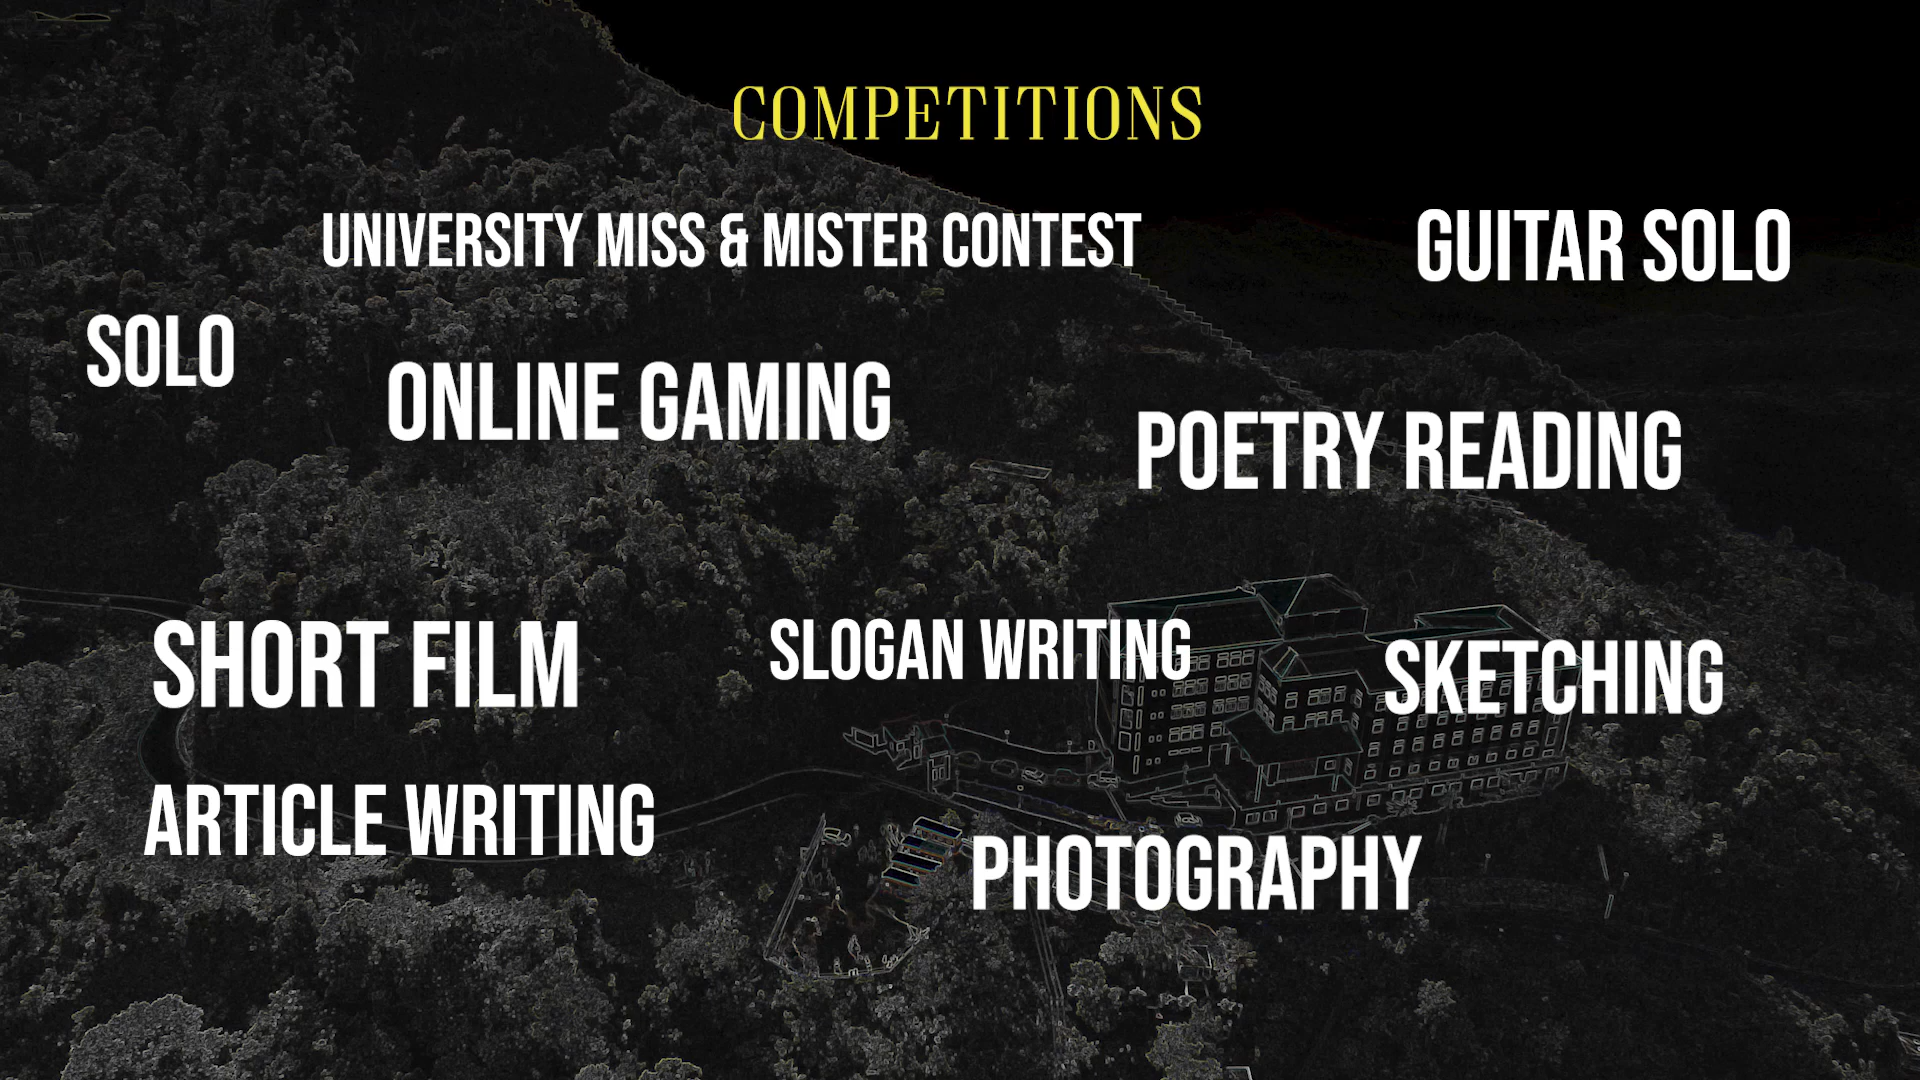 COMPETITIONS
UNIVERSITY MISS & MISTER CONTEST
GUITAR SOLO
SOLO
ONLINE GAMING
POETRY READING
SHORT FILM
SLOGAN WRITING
SKETCHING
ARTICLE WRITING
PHOTOGRAPHY